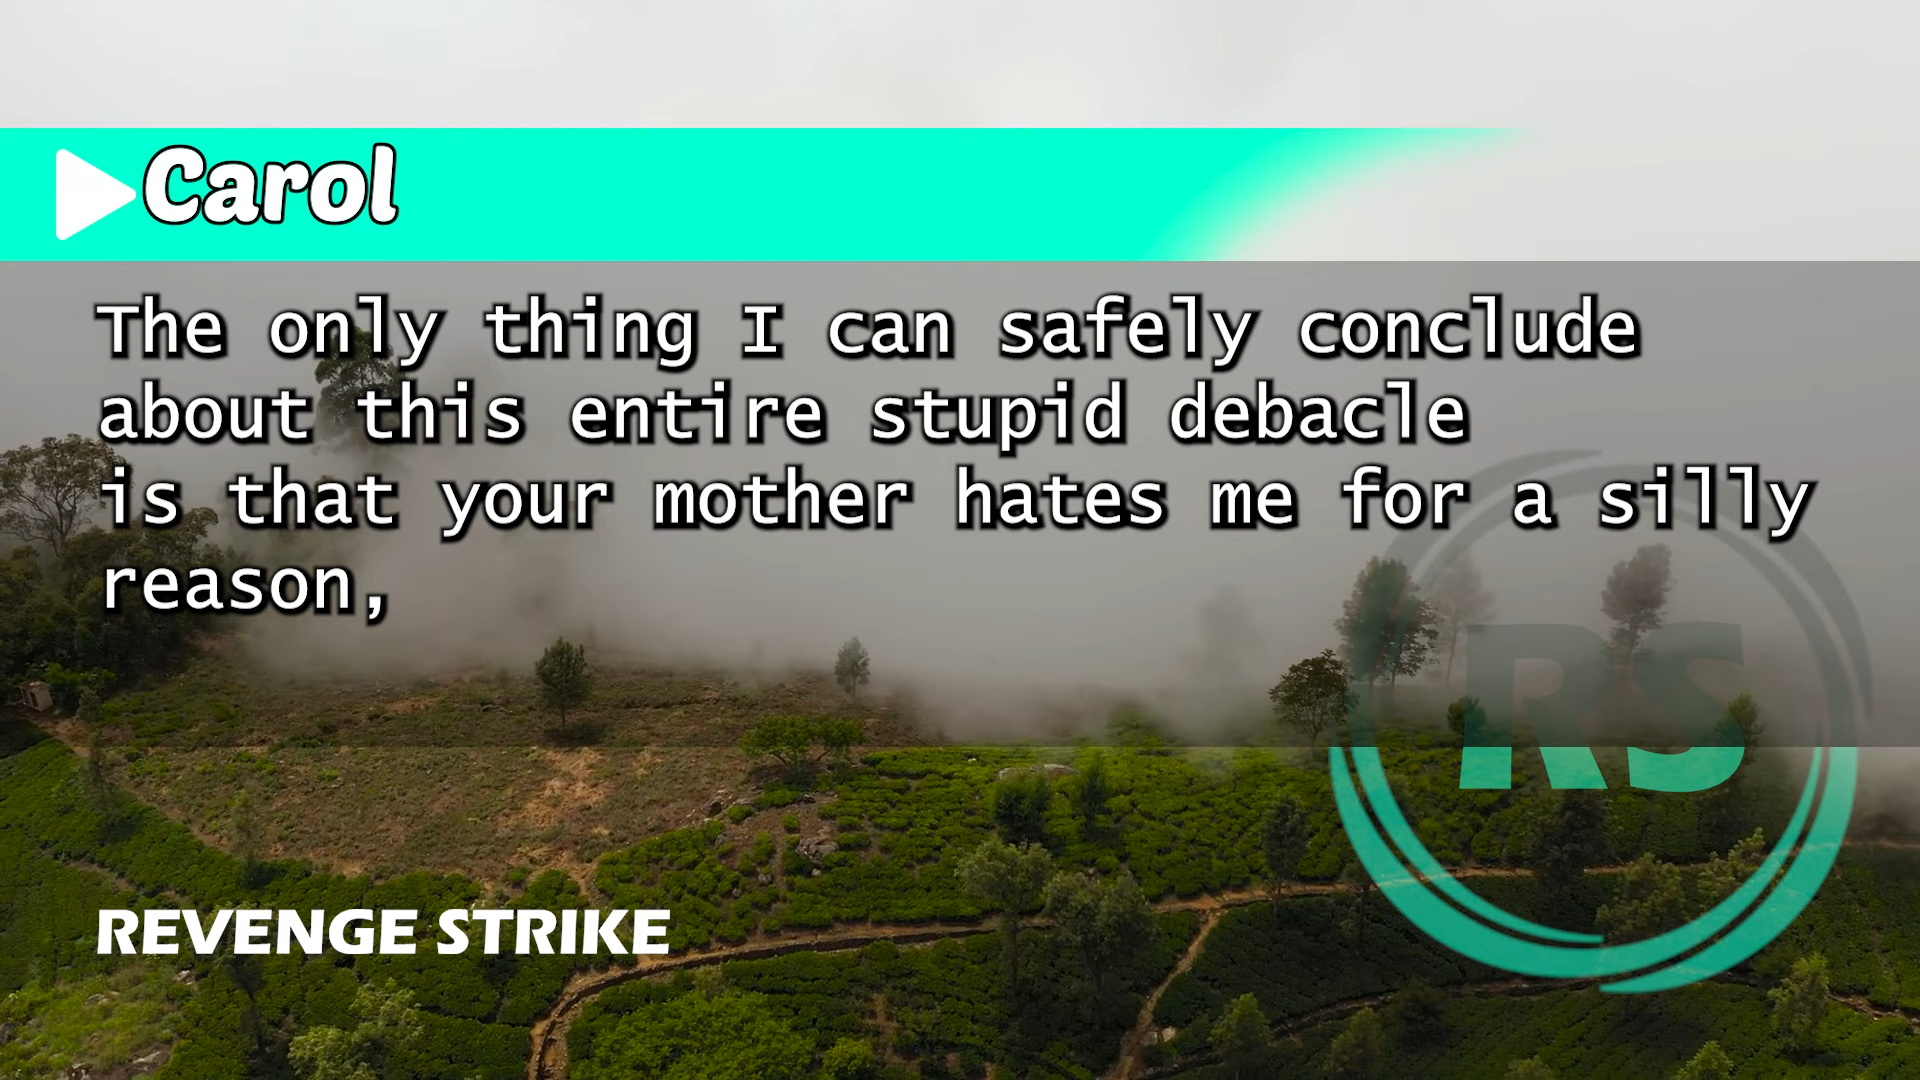 Carol
The only thing I can safely conclude
about this entire stupid debacle
is that your mother hates me for a silly
reason,
RS
REVENGE STRIKE